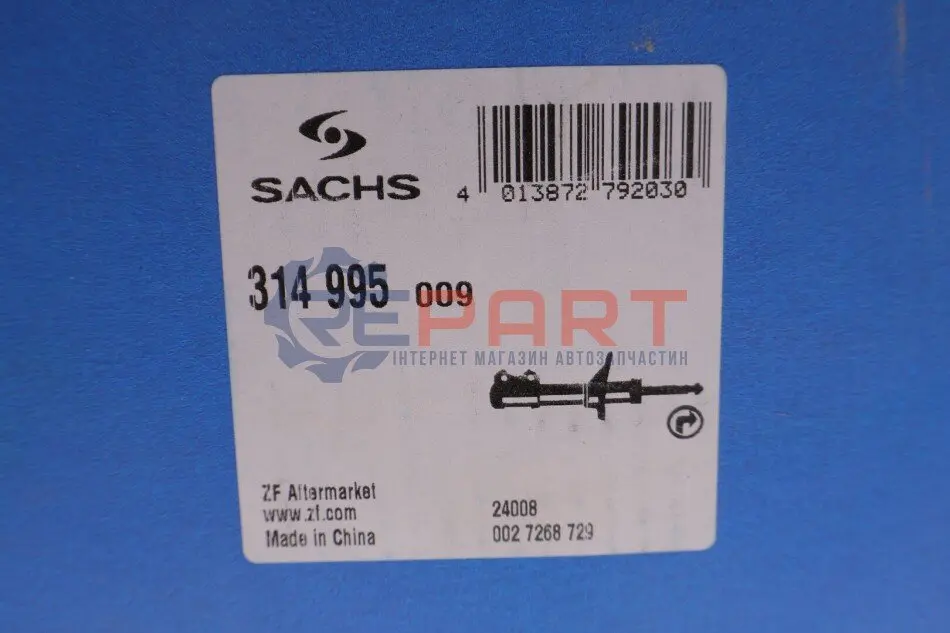 SACHS
4 013872 792030
314 995 009
REPART
ІНТЕРНЕТ МАГАЗИН АВТОЗАПЧАСТИН
ZF Aftermarket
www.zf.com
Made in China
24008
002 7268 729